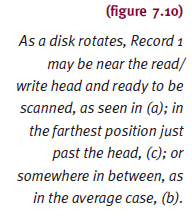 (figure 7.10)
As a disk rotates, Record 1
may be near the read/
write head and ready to be
scanned, as seen in (a); in
the farthest position just
past the head, (c); or
somewhere in between, as
in the average case, (b).